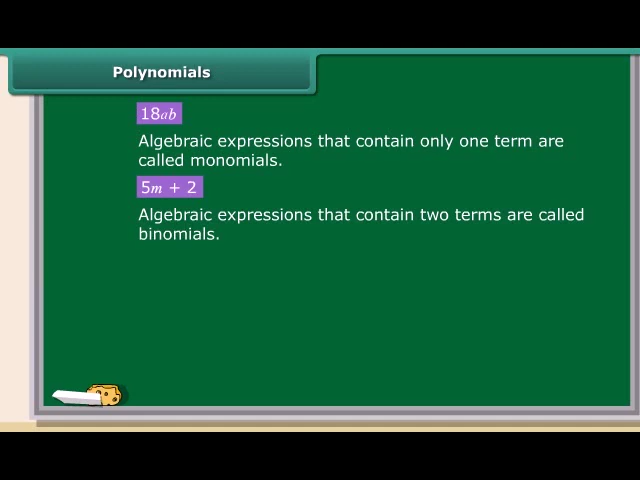 Polynomials
18ab
Algebraic expressions that contain only one term are
called monomials.
5m + 2
Algebraic expressions that contain two terms are called
binomials.